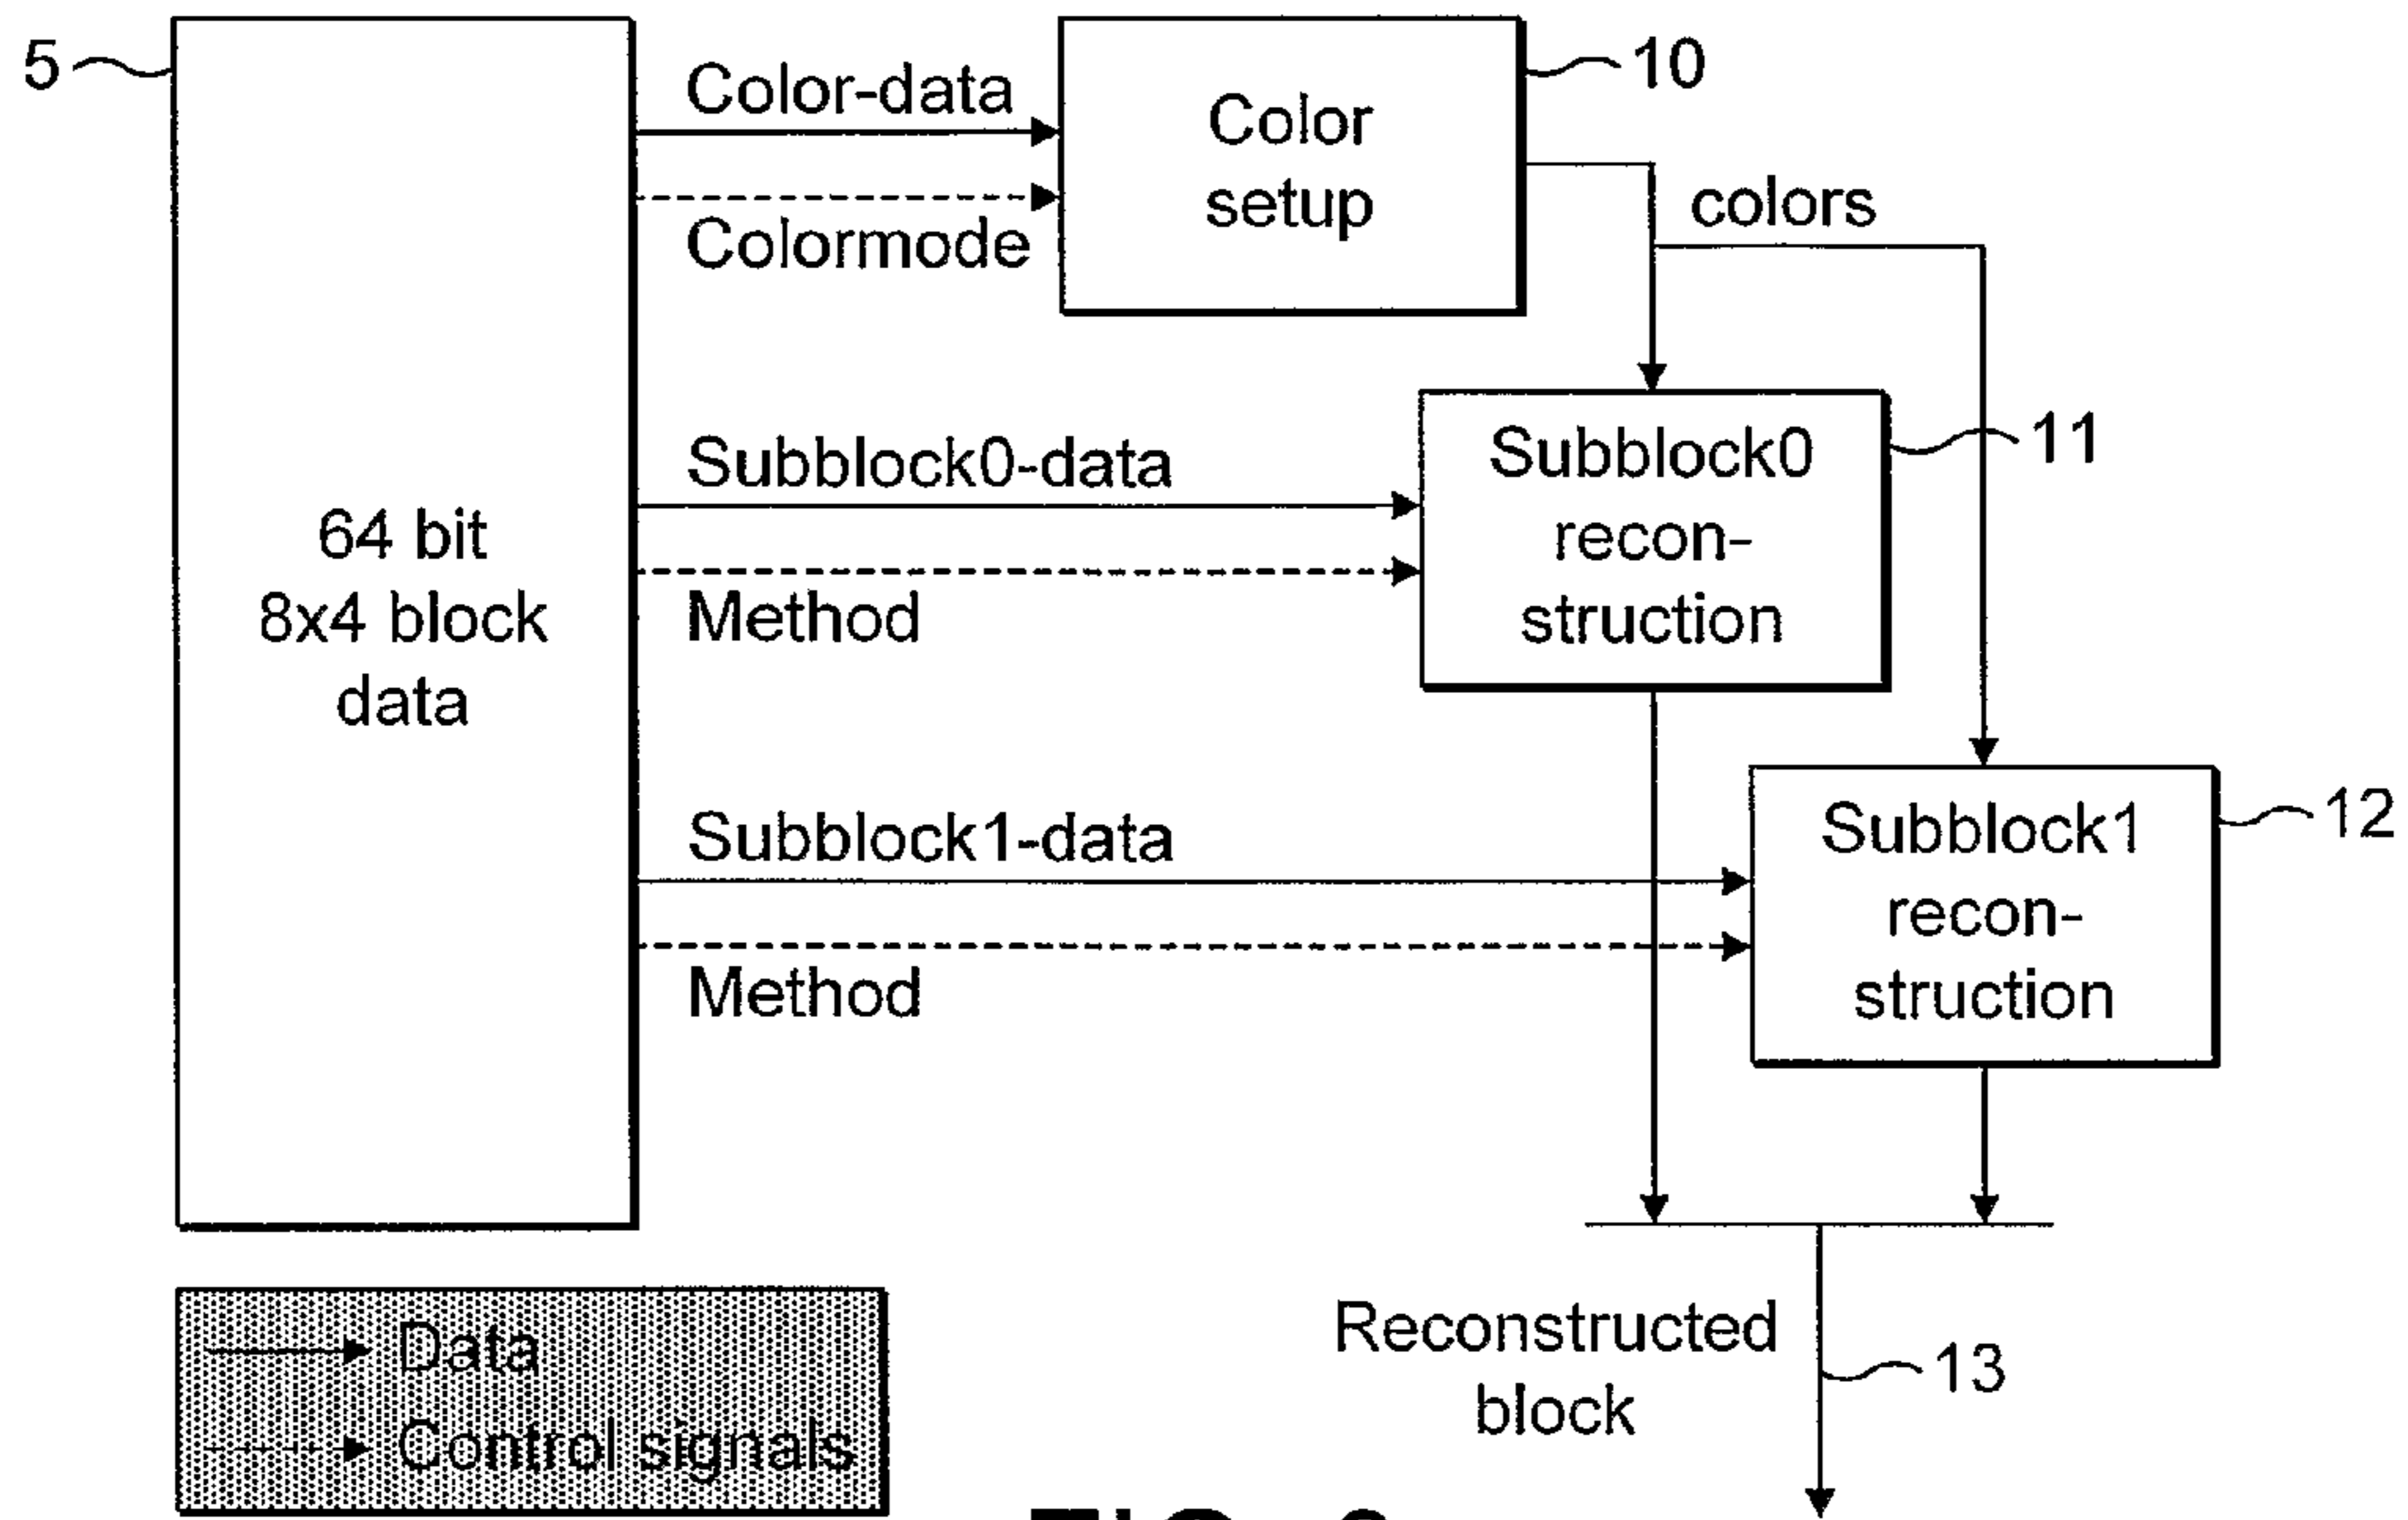 5
Color-data
Colormode
Color
setup
10
colors
64 bit
8x4 block
data
Subblock0-data
Method
Subblock0
recon-
struction
11
Subblock1-data
Method
Subblock1
recon-
struction
12
Data
Control signals
Reconstructed
block
13